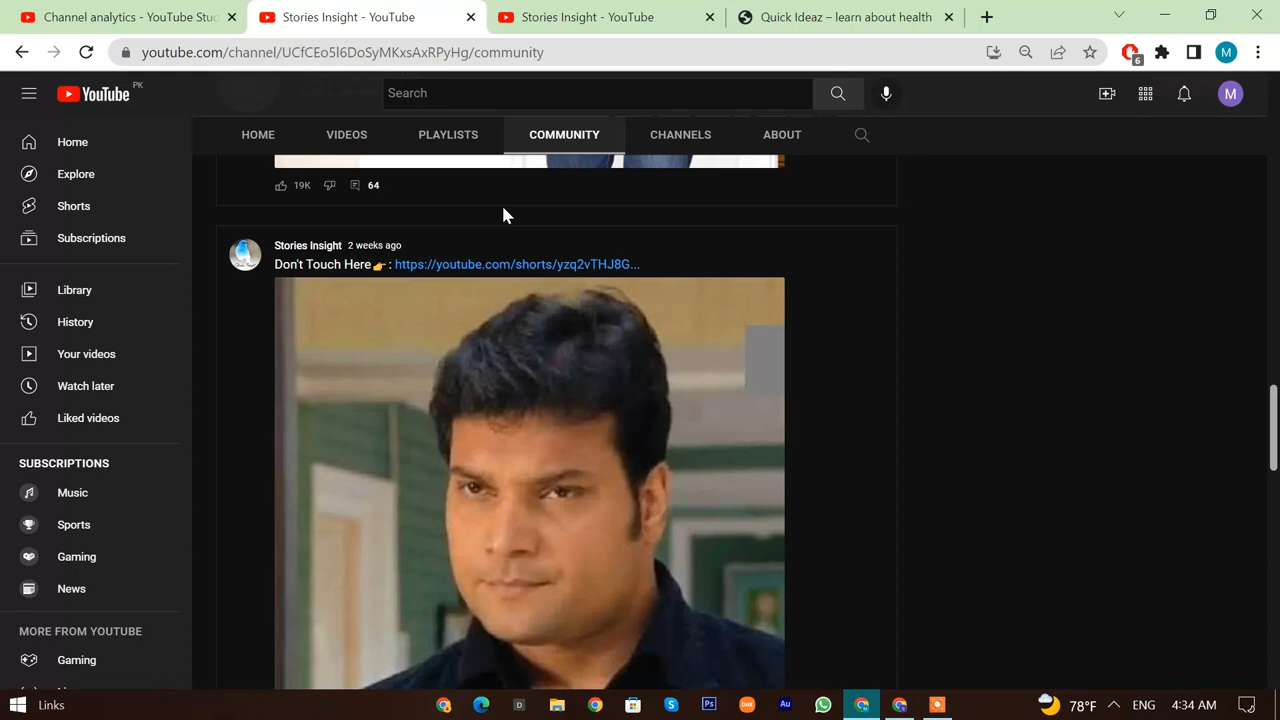 Channel analytics - YouTube Stud
Stories Insight - YouTube
Stories Insight - YouTube
Quick Ideaz – learn about health
youtube.com/channel/UCfCEo5I6DoSyMKxsAxRPyHg/community
6
M
YouTube PK
Search
M
HOME
VIDEOS
PLAYLISTS
COMMUNITY
CHANNELS
ABOUT
Home
Explore
Shorts
Subscriptions
Library
History
Your videos
Watch later
Liked videos
SUBSCRIPTIONS
Music
Sports
Gaming
News
MORE FROM YOUTUBE
Gaming
19K
64
Stories Insight 2 weeks ago
Don't Touch Here👉 : https://youtube.com/shorts/yzq2vTHJ8G...
Links
78°F
ENG
4:34 AM